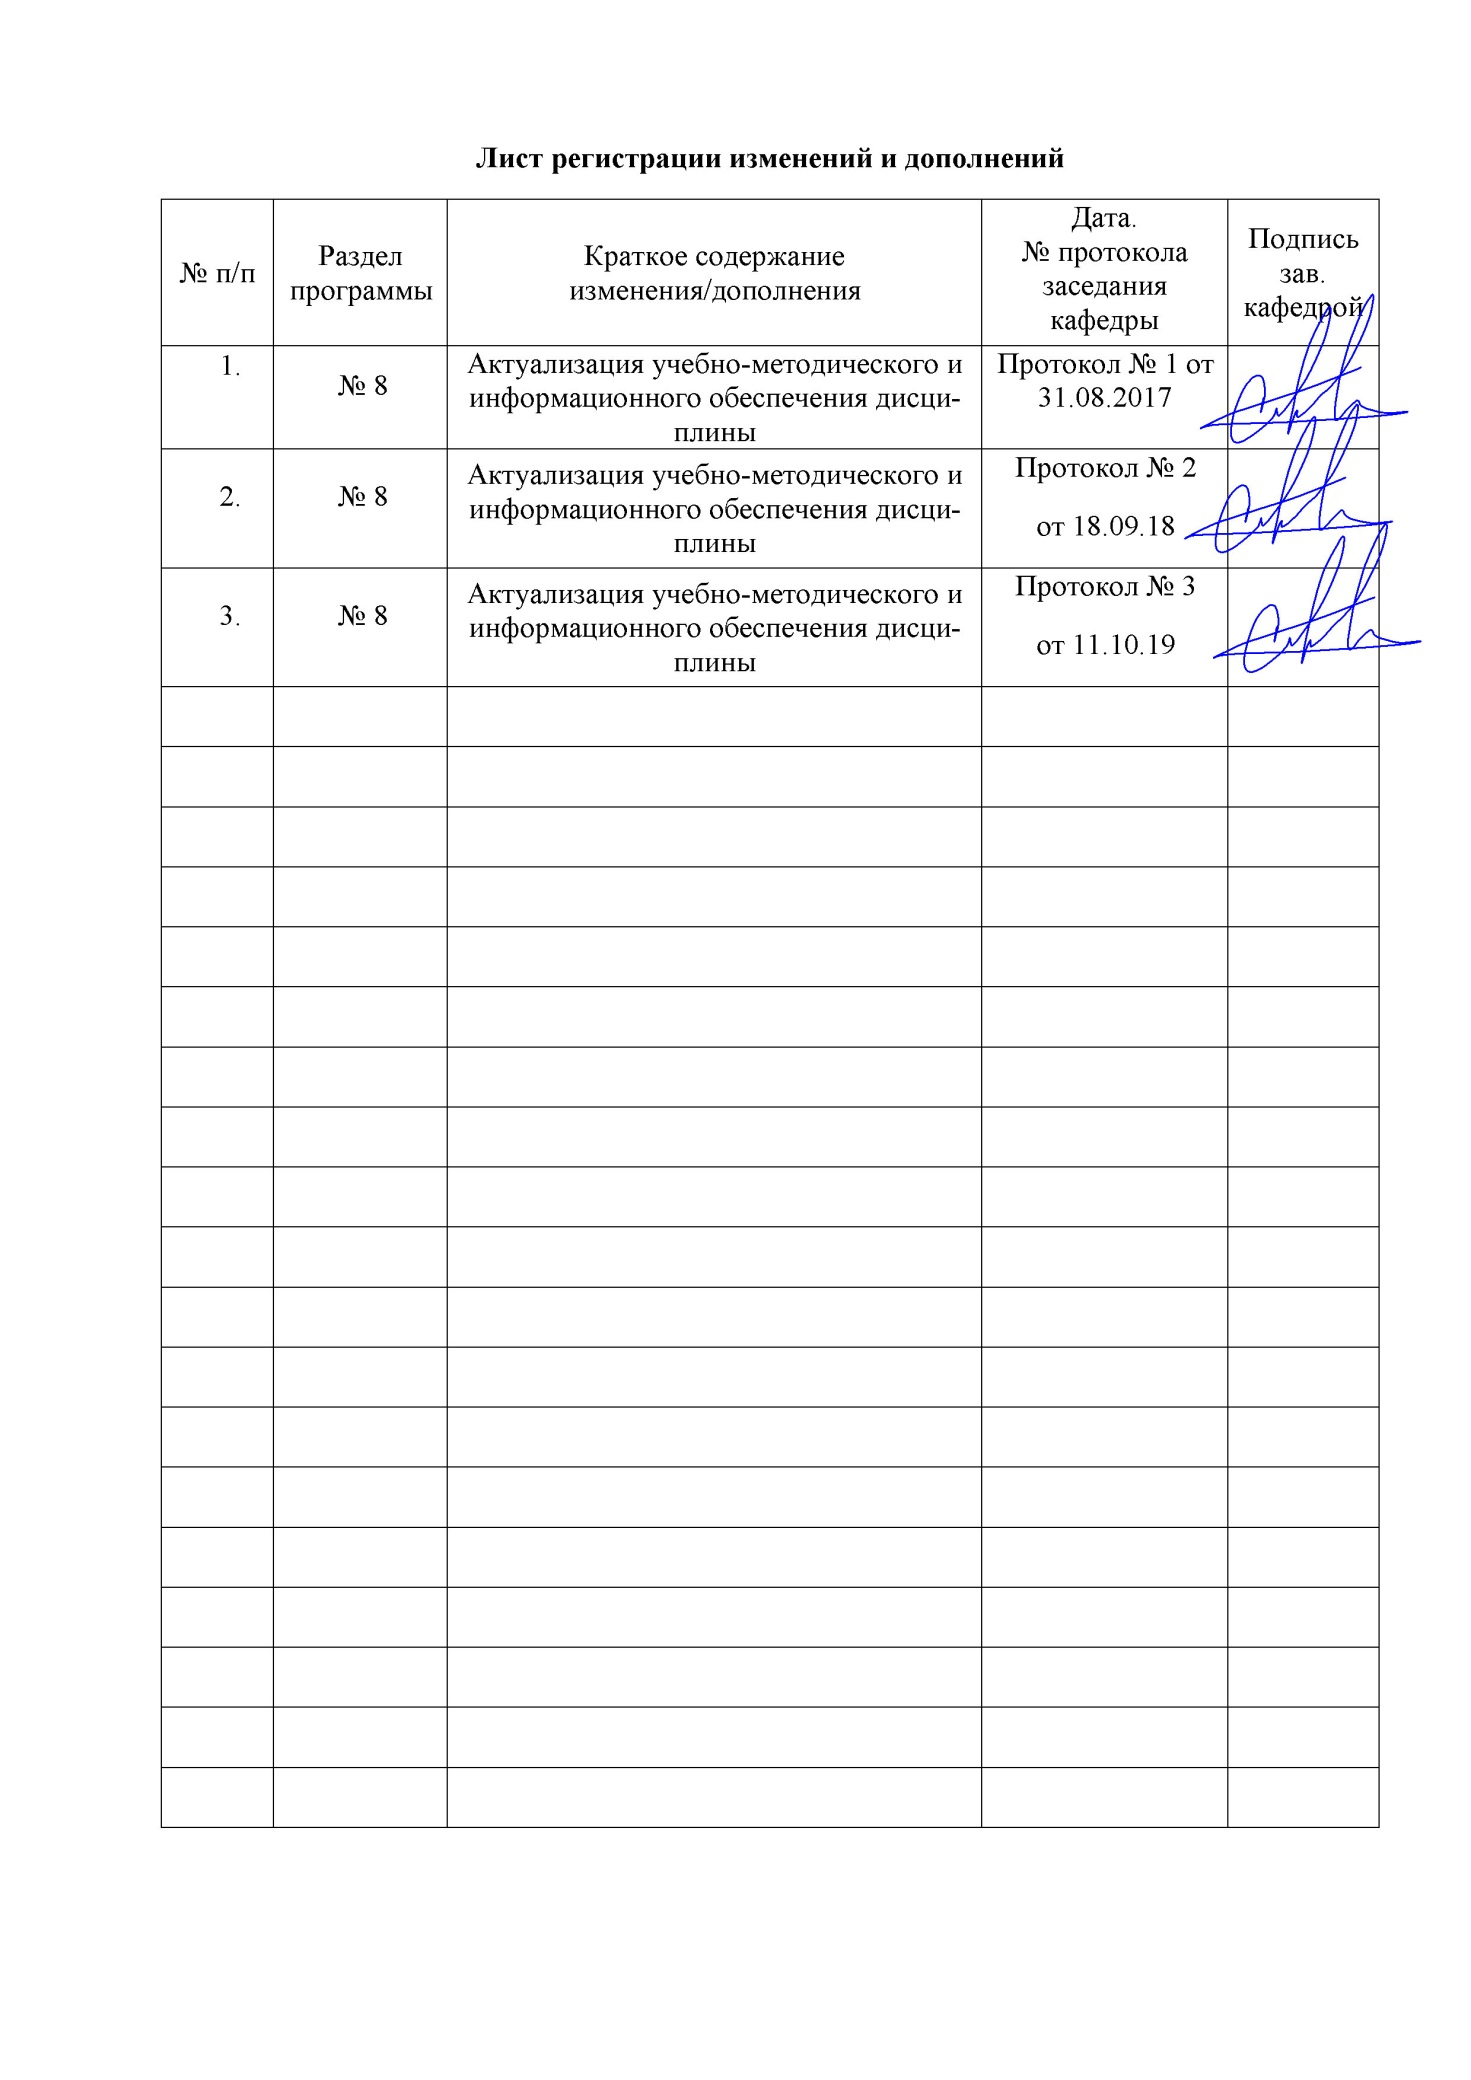 Лист регистрации изменений и дополнений
№ п/п
Раздел
программы
Краткое содержание
изменения/дополнения
Дата.
№ протокола
заседания
кафедры
Подпись
зав.
кафедрой
1.
№ 8
Актуализация учебно-методического и
информационного обеспечения дисци-
плины
Протокол № 1 от
31.08.2017
2.
№ 8
Актуализация учебно-методического и
информационного обеспечения дисци-
плины
Протокол № 2
от 18.09.18
3.
№ 8
Актуализация учебно-методического и
информационного обеспечения дисци-
плины
Протокол № 3
от 11.10.19